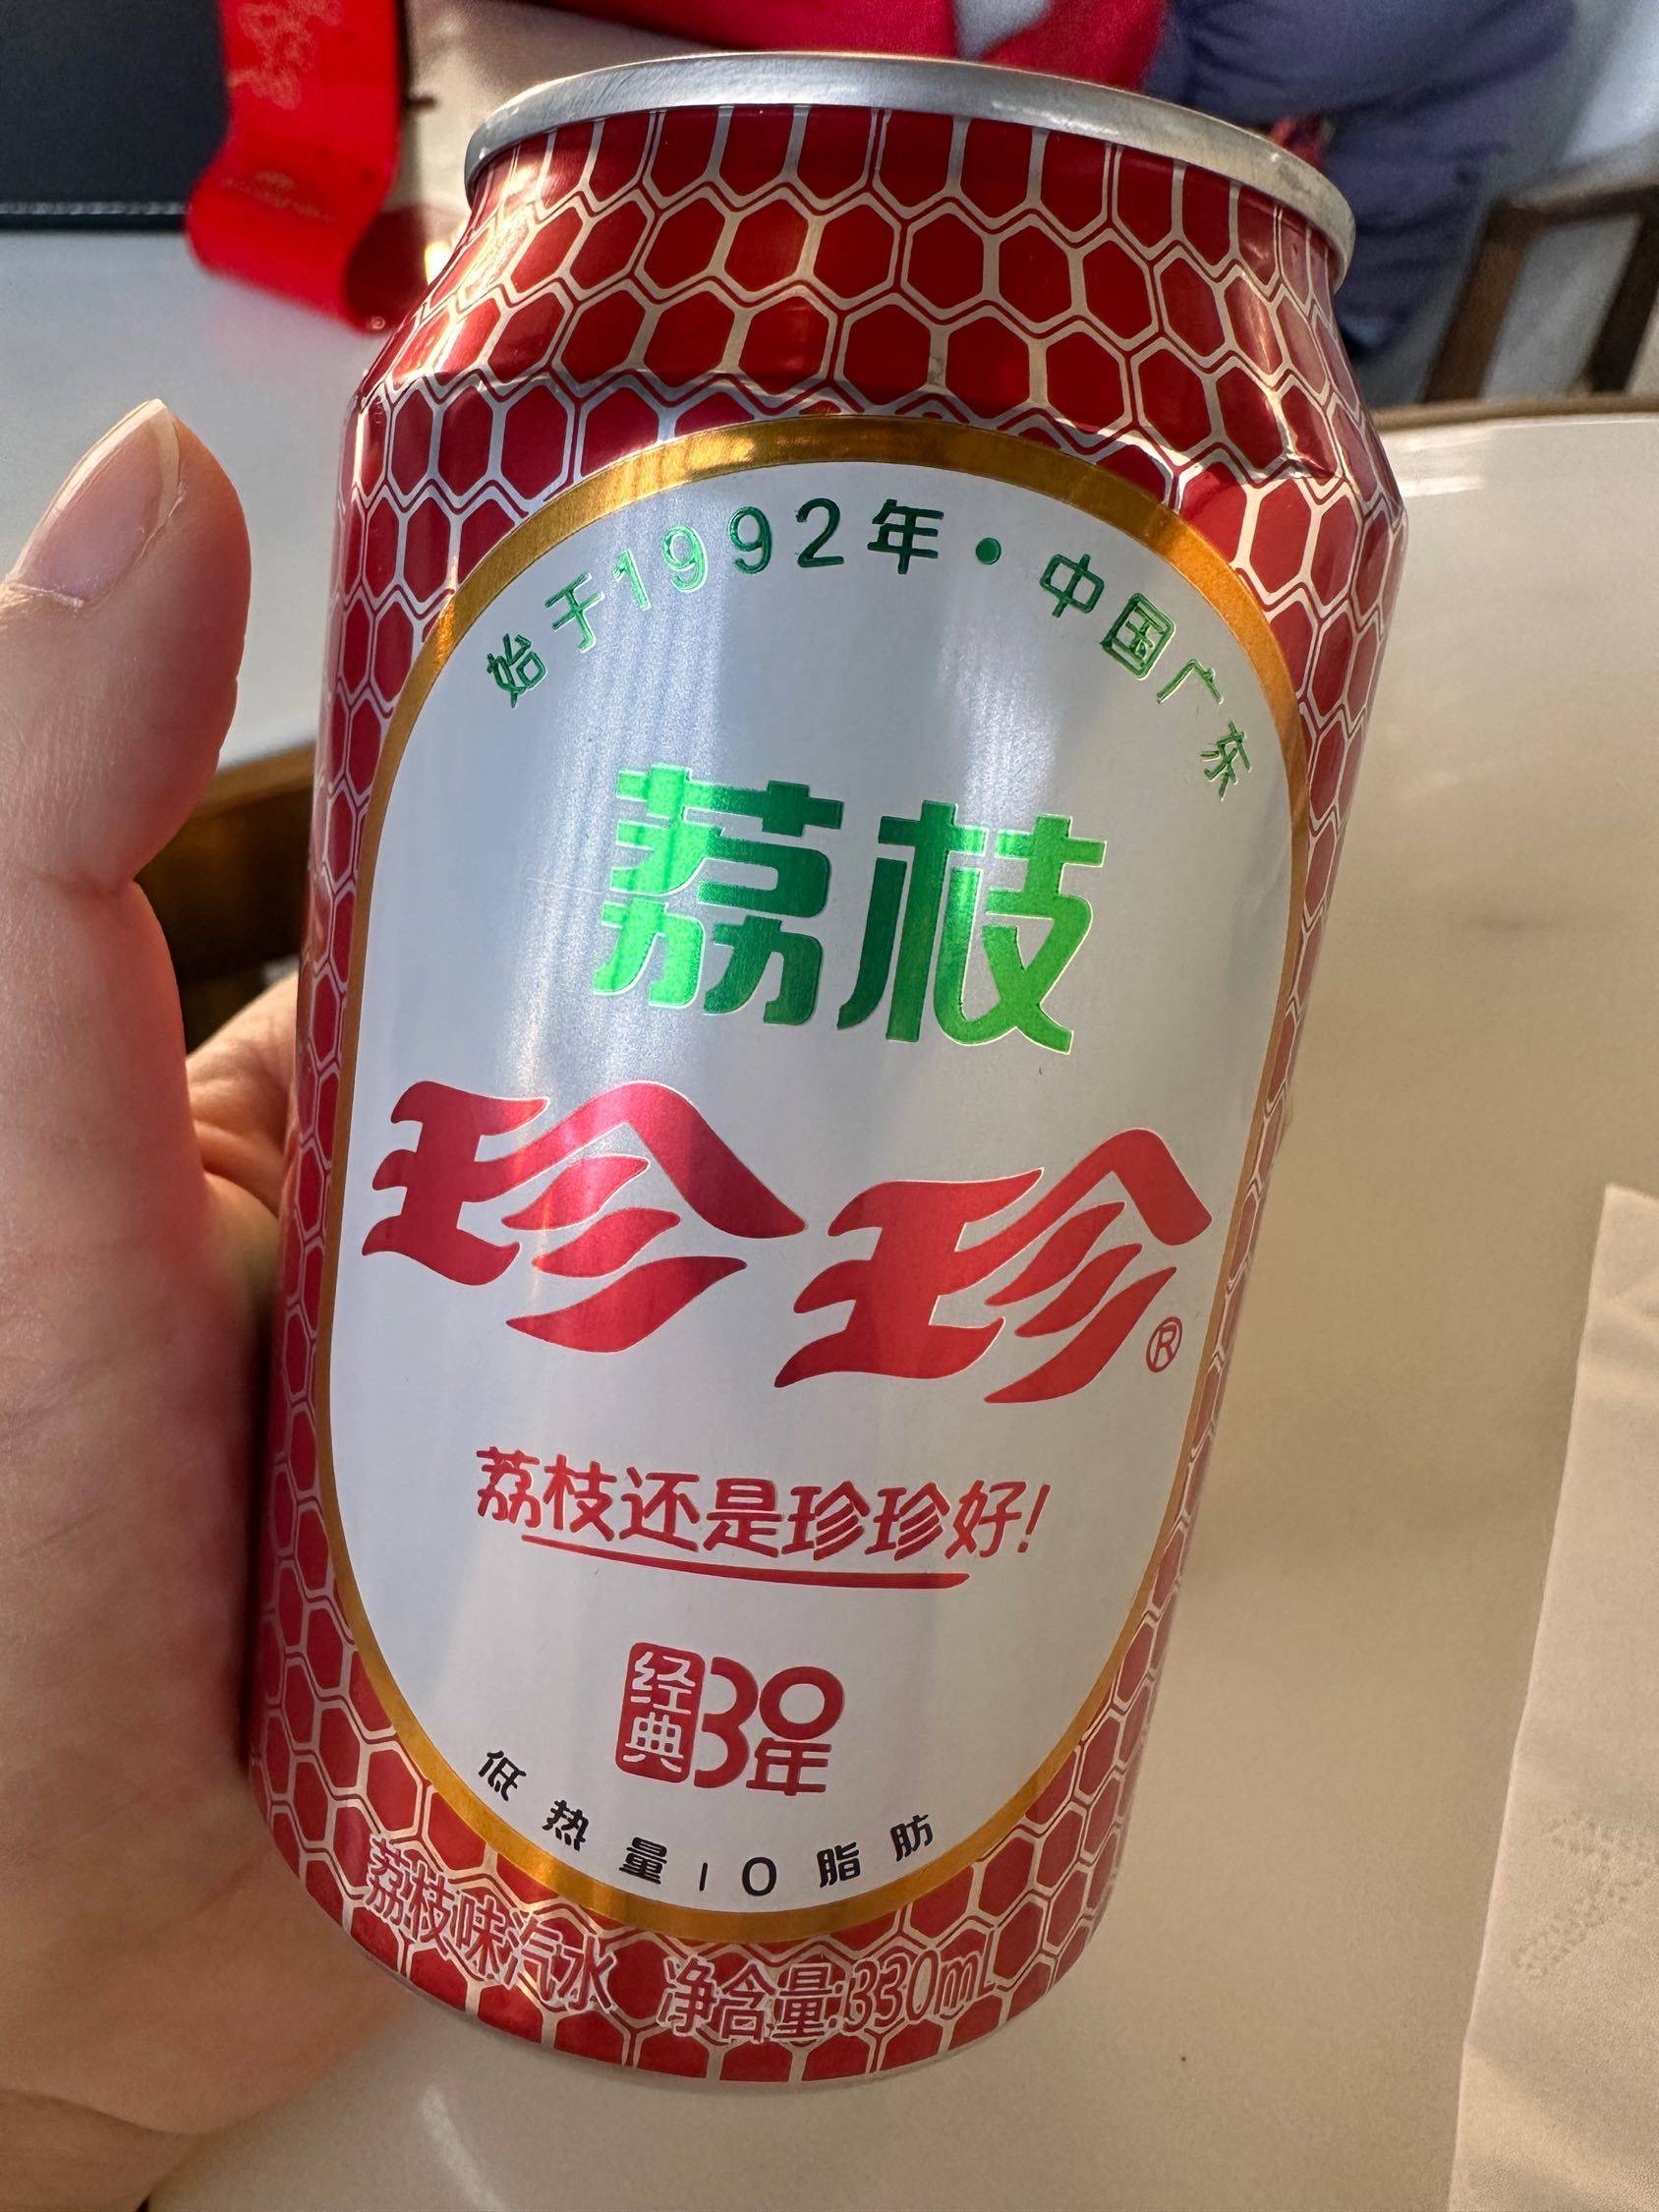 始于1992年·中国广东
荔枝
珍珍®
荔枝还是珍珍好!
经典30年
低热量|0脂肪
荔枝味汽水 净含量:330mL